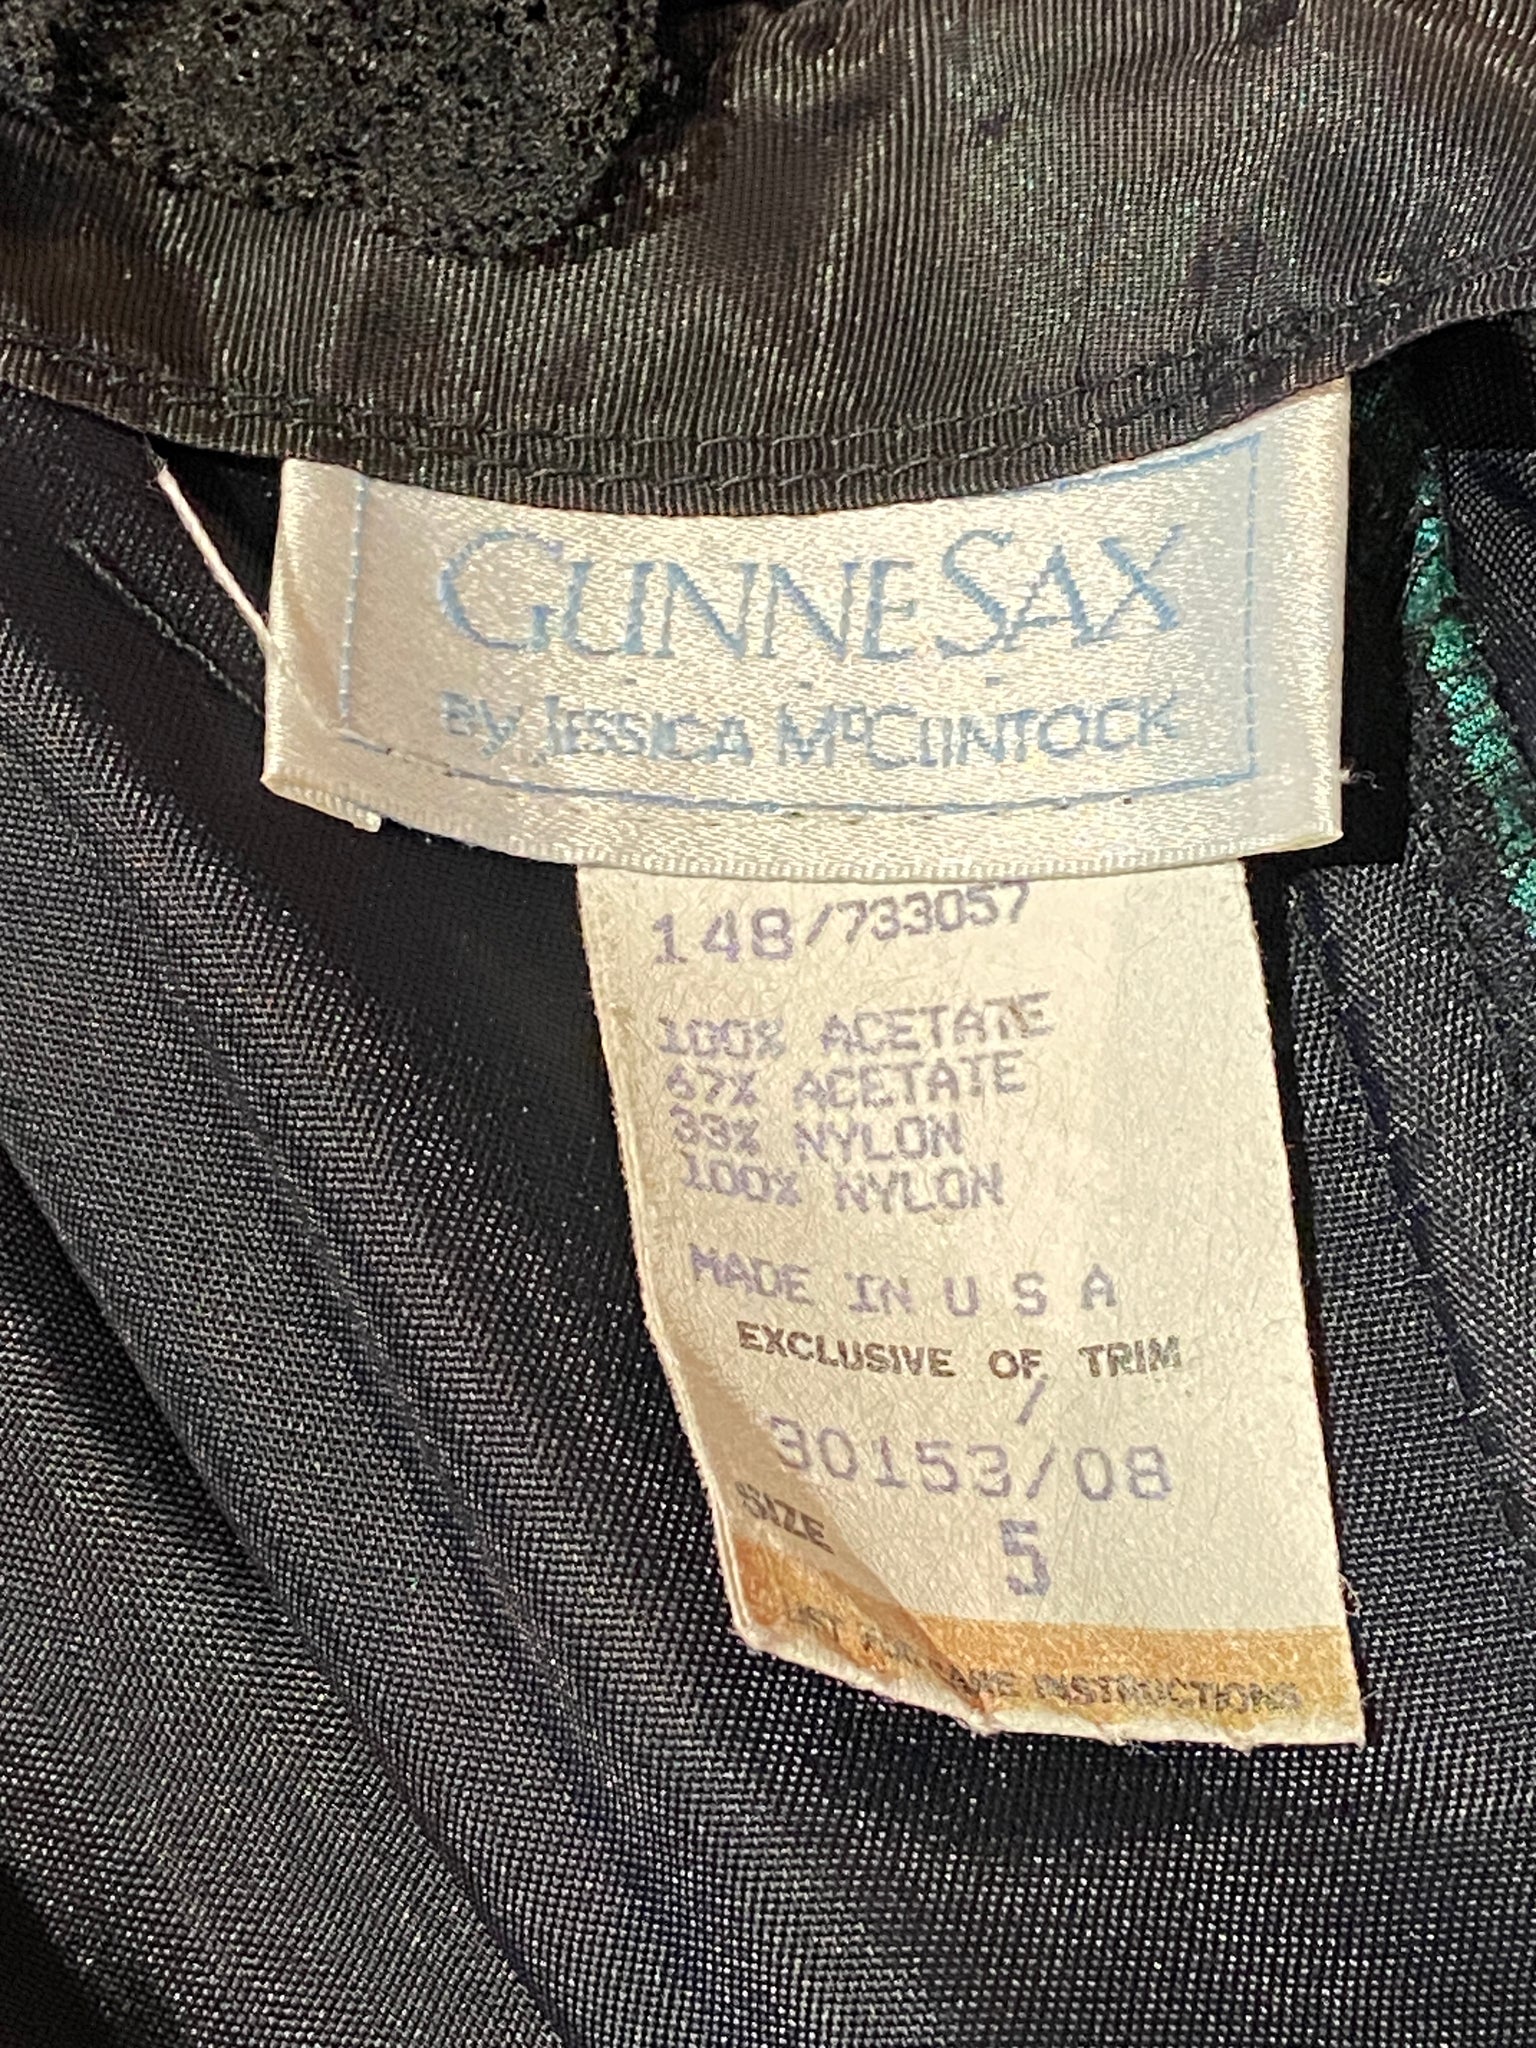 GUNNE SAX
BY JESSICA MCCLINTOCK
148/733057
100% ACETATE
67% ACETATE
33% NYLON
100% NYLON
MADE IN U S A
EXCLUSIVE OF TRIM
/
30153/08
SIZE
5
INSTRUCTIONS